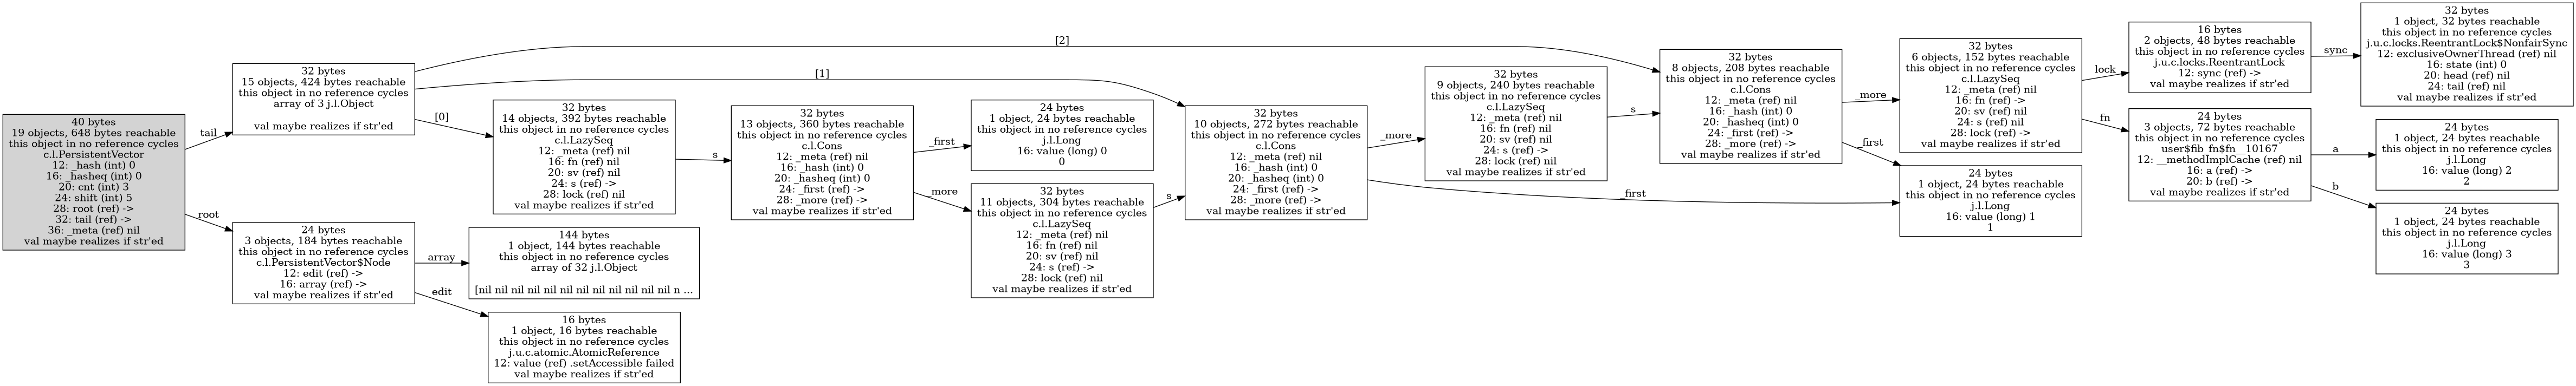 40 bytes
19 objects, 648 bytes reachable
this object in no reference cycles
c.l.PersistentVector
12: _hash (int) 0
16: _hasheq (int) 0
20: cnt (int) 3
24: shift (int) 5
28: root (ref) ->
32: tail (ref) ->
36: _meta (ref) nil
val maybe realizes if str'ed
tail
root
32 bytes
15 objects, 424 bytes reachable
this object in no reference cycles
array of 3 j.l.Object
val maybe realizes if str'ed
24 bytes
3 objects, 184 bytes reachable
this object in no reference cycles
c.l.PersistentVector$Node
12: edit (ref) ->
16: array (ref) ->
val maybe realizes if str'ed
[2]
[1]
[0]
array
edit
32 bytes
14 objects, 392 bytes reachable
this object in no reference cycles
c.l.LazySeq
12: _meta (ref) nil
16: fn (ref) nil
20: sv (ref) nil
24: s (ref) ->
28: lock (ref) nil
val maybe realizes if str'ed
144 bytes
1 object, 144 bytes reachable
this object in no reference cycles
array of 32 j.l.Object
[nil nil nil nil nil nil nil nil nil nil nil nil n ...
16 bytes
1 object, 16 bytes reachable
this object in no reference cycles
j.u.c.atomic.AtomicReference
12: value (ref) .setAccessible failed
val maybe realizes if str'ed
s
32 bytes
13 objects, 360 bytes reachable
this object in no reference cycles
c.l.Cons
12: _meta (ref) nil
16: _hash (int) 0
20: _hasheq (int) 0
24: _first (ref) ->
28: _more (ref) ->
val maybe realizes if str'ed
_first
_more
24 bytes
1 object, 24 bytes reachable
this object in no reference cycles
j.l.Long
16: value (long) 0
0
32 bytes
11 objects, 304 bytes reachable
this object in no reference cycles
c.l.LazySeq
12: _meta (ref) nil
16: fn (ref) nil
20: sv (ref) nil
24: s (ref) ->
28: lock (ref) nil
val maybe realizes if str'ed
s
32 bytes
10 objects, 272 bytes reachable
this object in no reference cycles
c.l.Cons
12: _meta (ref) nil
16: _hash (int) 0
20: _hasheq (int) 0
24: _first (ref) ->
28: _more (ref) ->
val maybe realizes if str'ed
_more
_first
32 bytes
9 objects, 240 bytes reachable
this object in no reference cycles
c.l.LazySeq
12: _meta (ref) nil
16: fn (ref) nil
20: sv (ref) nil
24: s (ref) ->
28: lock (ref) nil
val maybe realizes if str'ed
s
32 bytes
8 objects, 208 bytes reachable
this object in no reference cycles
c.l.Cons
12: _meta (ref) nil
16: _hash (int) 0
20: _hasheq (int) 0
24: _first (ref) ->
28: _more (ref) ->
val maybe realizes if str'ed
_more
_first
32 bytes
6 objects, 152 bytes reachable
this object in no reference cycles
c.l.LazySeq
12: _meta (ref) nil
16: fn (ref) ->
20: sv (ref) nil
24: s (ref) nil
28: lock (ref) ->
val maybe realizes if str'ed
24 bytes
1 object, 24 bytes reachable
this object in no reference cycles
j.l.Long
16: value (long) 1
1
lock
fn
16 bytes
2 objects, 48 bytes reachable
this object in no reference cycles
j.u.c.locks.ReentrantLock
12: sync (ref) ->
val maybe realizes if str'ed
24 bytes
3 objects, 72 bytes reachable
this object in no reference cycles
user$fib_fn$fn__10167
12: __methodImplCache (ref) nil
16: a (ref) ->
20: b (ref) ->
val maybe realizes if str'ed
sync
a
b
32 bytes
1 object, 32 bytes reachable
this object in no reference cycles
j.u.c.locks.ReentrantLock$NonfairSync
12: exclusiveOwnerThread (ref) nil
16: state (int) 0
20: head (ref) nil
24: tail (ref) nil
val maybe realizes if str'ed
24 bytes
1 object, 24 bytes reachable
this object in no reference cycles
j.l.Long
16: value (long) 2
2
24 bytes
1 object, 24 bytes reachable
this object in no reference cycles
j.l.Long
16: value (long) 3
3